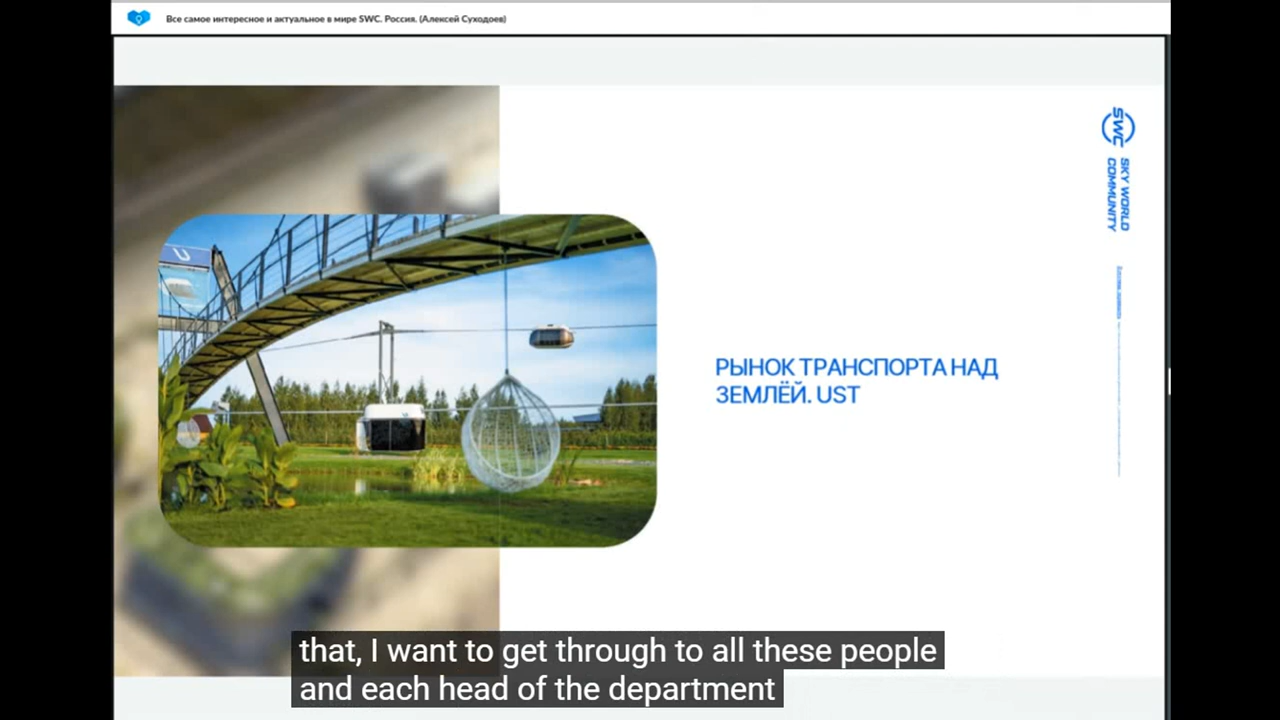 Все самое интересное и актуальное в мире SWC. Россия. (Алексей Суходоев)
SWC
SKY WORLD
COMMUNITY
U
РЫНОК ТРАНСПОРТА НАД
ЗЕМЛЁЙ. UST
that, I want to get through to all these people
and each head of the department